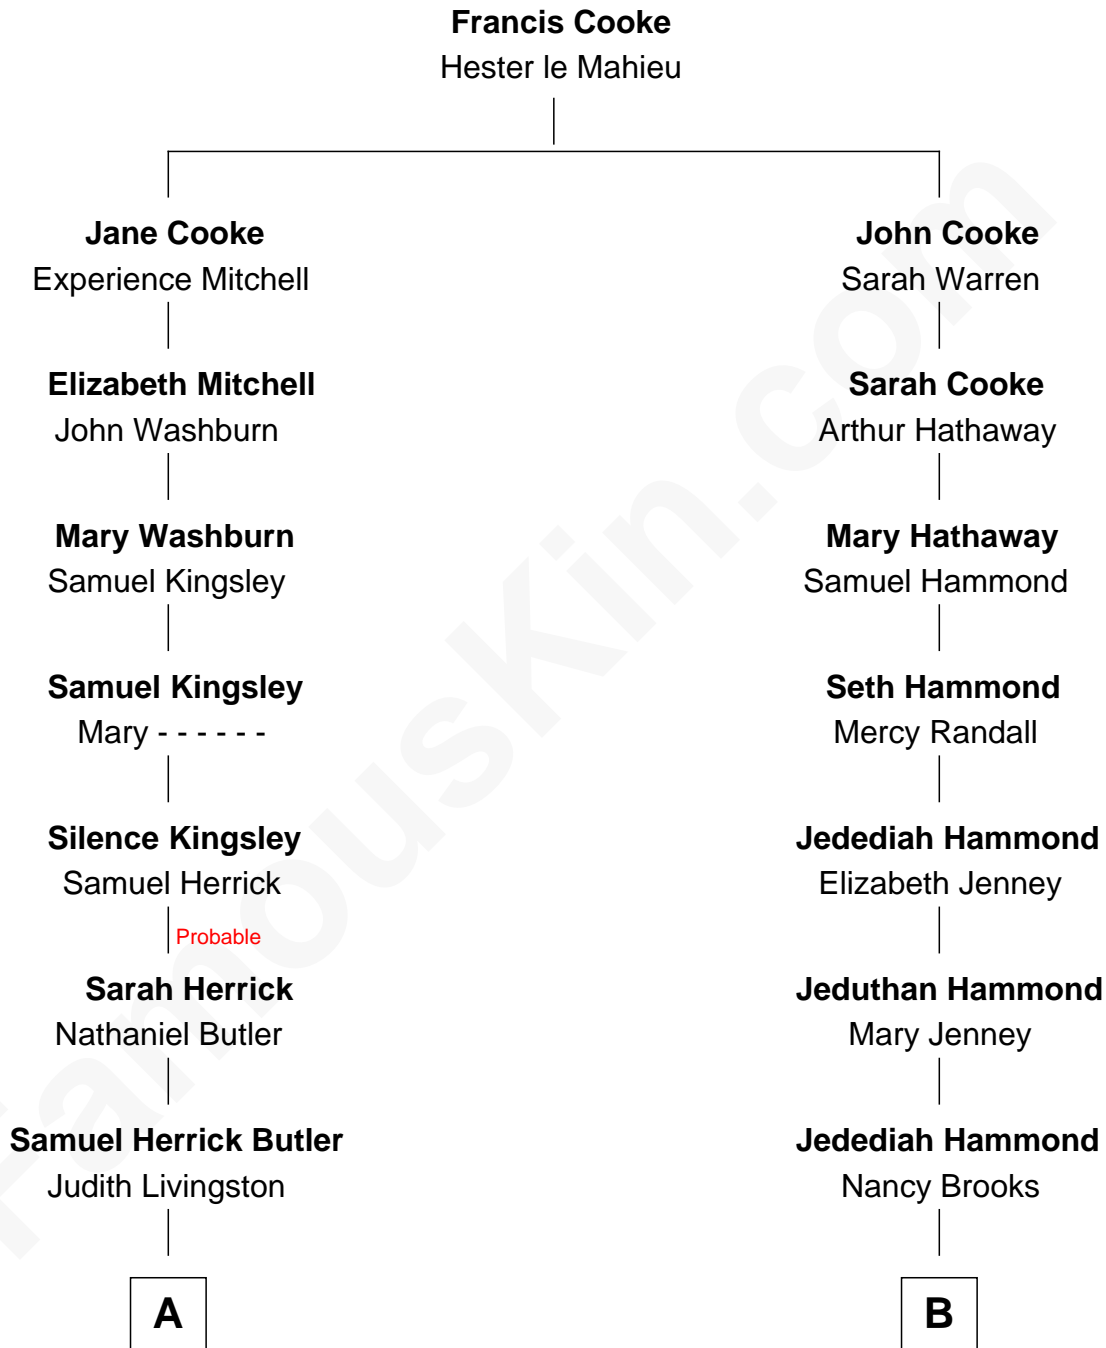 Francis Cooke
Hester le Mahieu
Jane Cooke
Experience Mitchell
John Cooke
Sarah Warren
Elizabeth Mitchell
John Washburn
Sarah Cooke
Arthur Hathaway
Mary Washburn
Samuel Kingsley
Mary Hathaway
Samuel Hammond
Samuel Kingsley
Mary - - - - - -
Seth Hammond
Mercy Randall
Silence Kingsley
Samuel Herrick
Jedediah Hammond
Elizabeth Jenney
Probable
Sarah Herrick
Nathaniel Butler
Jeduthan Hammond
Mary Jenney
Samuel Herrick Butler
Judith Livingston
Jedediah Hammond
Nancy Brooks
A
B
FamousKin.com